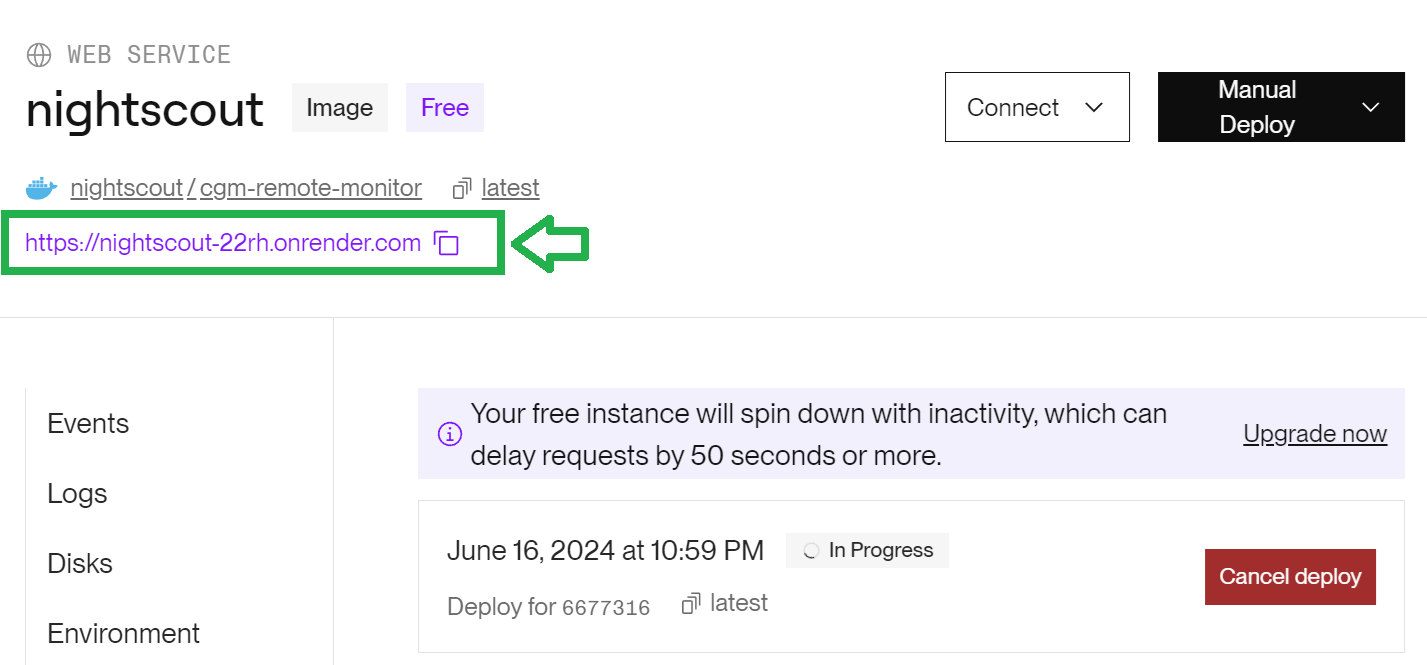 WEB SERVICE
nightscout Image Free
Connect
Manual
Deploy
nightscout / cgm-remote-monitor latest
https://nightscout-22rh.onrender.com
Events
Logs
Disks
Environment
Your free instance will spin down with inactivity, which can
delay requests by 50 seconds or more.
Upgrade now
June 16, 2024 at 10:59 PM In Progress
Deploy for 6677316 latest
Cancel deploy